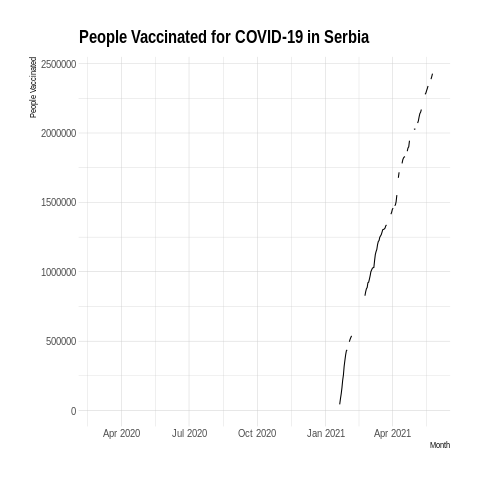 People Vaccinated for COVID-19 in Serbia
People Vaccinated
2500000
2000000
1500000
1000000
500000
0
Apr 2020 Jul 2020 Oct 2020 Jan 2021 Apr 2021
Month